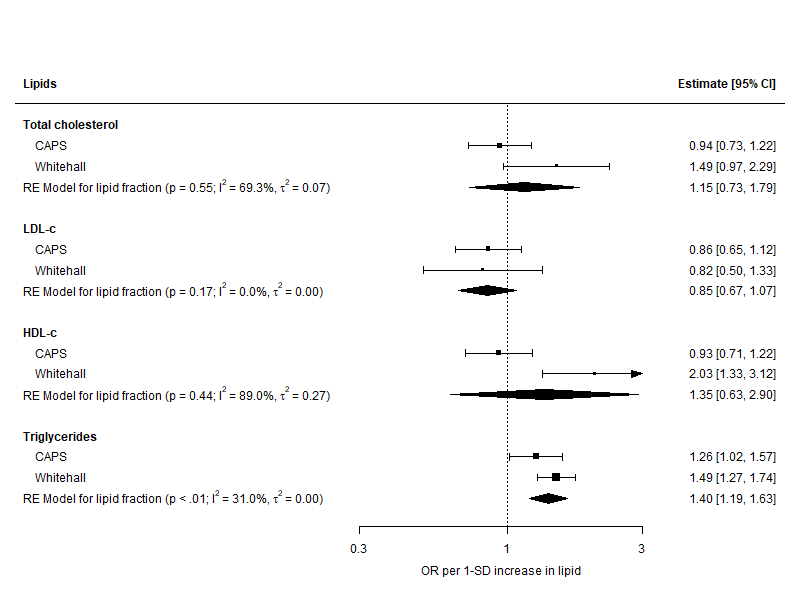 Lipids Estimate [95% CI]
Total cholesterol
CAPS 0.94 [0.73, 1.22]
Whitehall 1.49 [0.97, 2.29]
RE Model for lipid fraction (p = 0.55; I² = 69.3%, τ² = 0.07) 1.15 [0.73, 1.79]
LDL-c
CAPS 0.86 [0.65, 1.12]
Whitehall 0.82 [0.50, 1.33]
RE Model for lipid fraction (p = 0.17; I² = 0.0%, τ² = 0.00) 0.85 [0.67, 1.07]
HDL-c
CAPS 0.93 [0.71, 1.22]
Whitehall 2.03 [1.33, 3.12]
RE Model for lipid fraction (p = 0.44; I² = 89.0%, τ² = 0.27) 1.35 [0.63, 2.90]
Triglycerides
CAPS 1.26 [1.02, 1.57]
Whitehall 1.49 [1.27, 1.74]
RE Model for lipid fraction (p < .01; I² = 31.0%, τ² = 0.00) 1.40 [1.19, 1.63]
0.3 1 3
OR per 1-SD increase in lipid